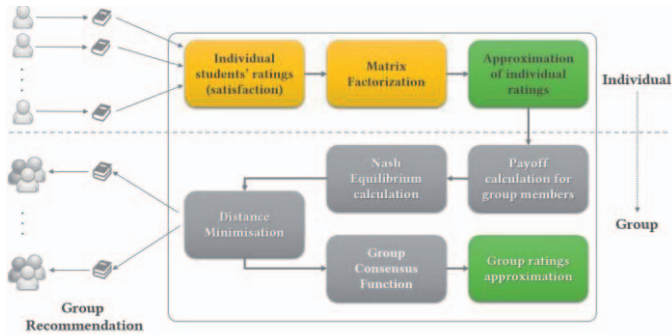 Individual
students' ratings
(satisfaction)
Matrix
Factorization
Approximation
of individual
ratings
Individual
Nash
Equilibrium
calculation
Payoff
calculation for
group members
Distance
Minimisation
Group
Group
Consensus
Function
Group ratings
approximation
Group
Recommendation